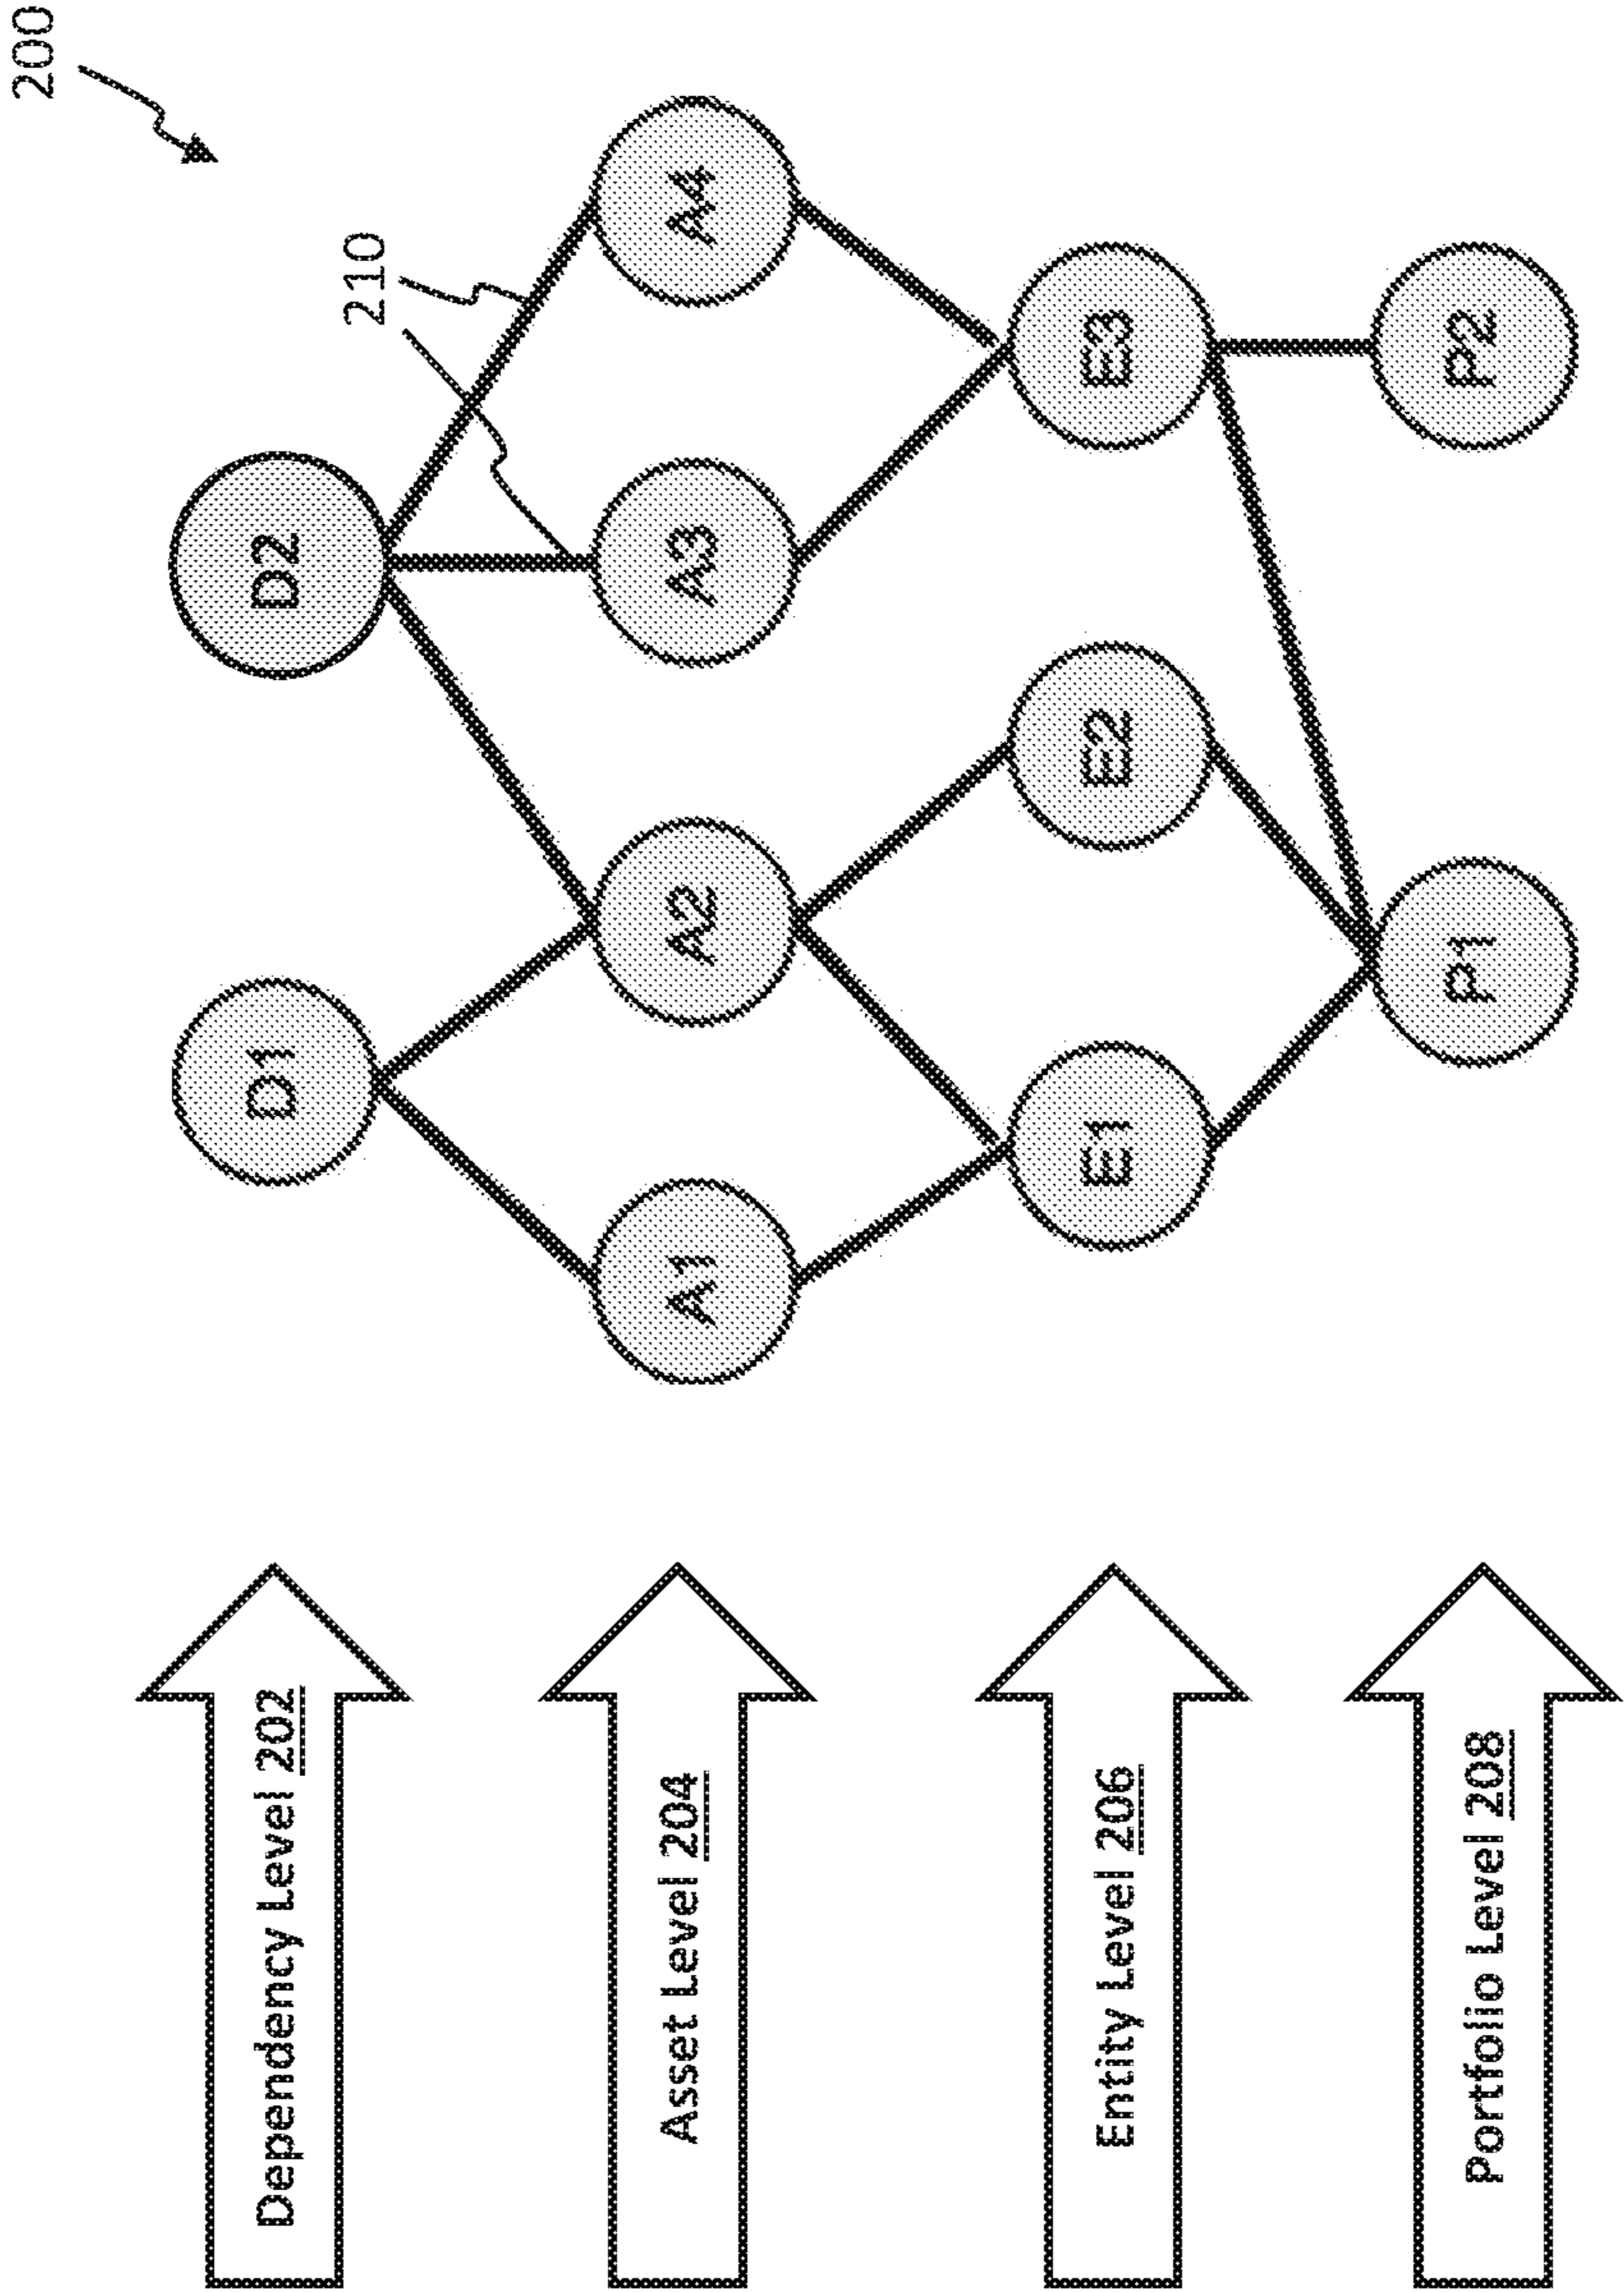 200
210
Dependency Level 202
D1
D2
Asset Level 204
A1
A2
A3
A4
Entity Level 206
E1
E2
E3
Portfolio Level 208
P1
P2